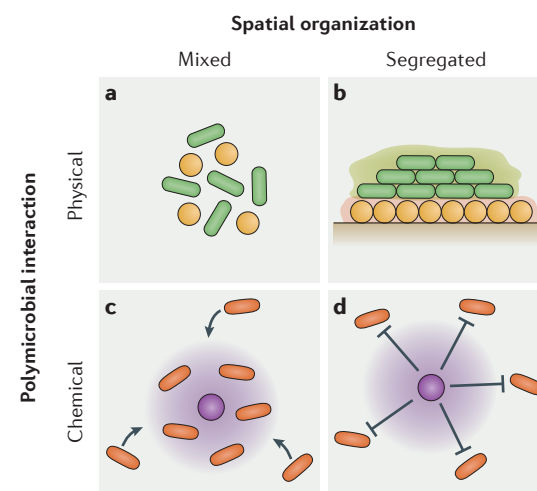 Spatial organization
Mixed
Segregated
Polymicrobial interaction
Physical
Chemical
a
b
c
d